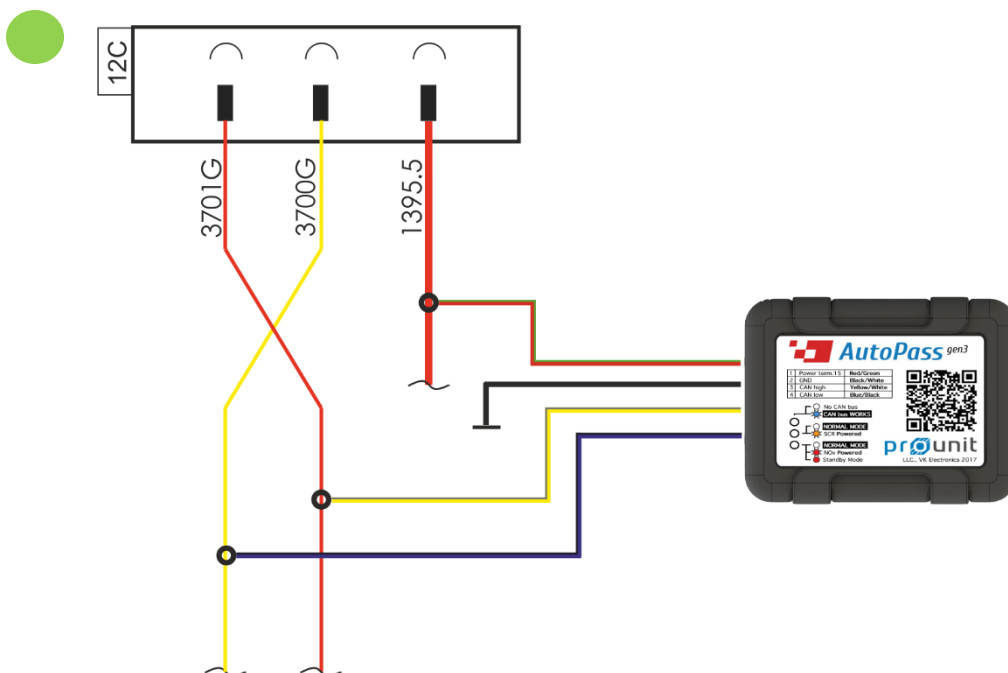 12C
3701G
3700G
1395.5
AutoPass gen3
1 Power term.15 Red/Green
2 GND Black/White
3 CAN high Yellow/White
4 CAN low Blue/Black
No CAN bus
CAN bus WORKS
NORMAL MODE
SCR Powered
NORMAL MODE
NOx Powered
Standby Mode
prounit
LLC., VK Electronics 2017